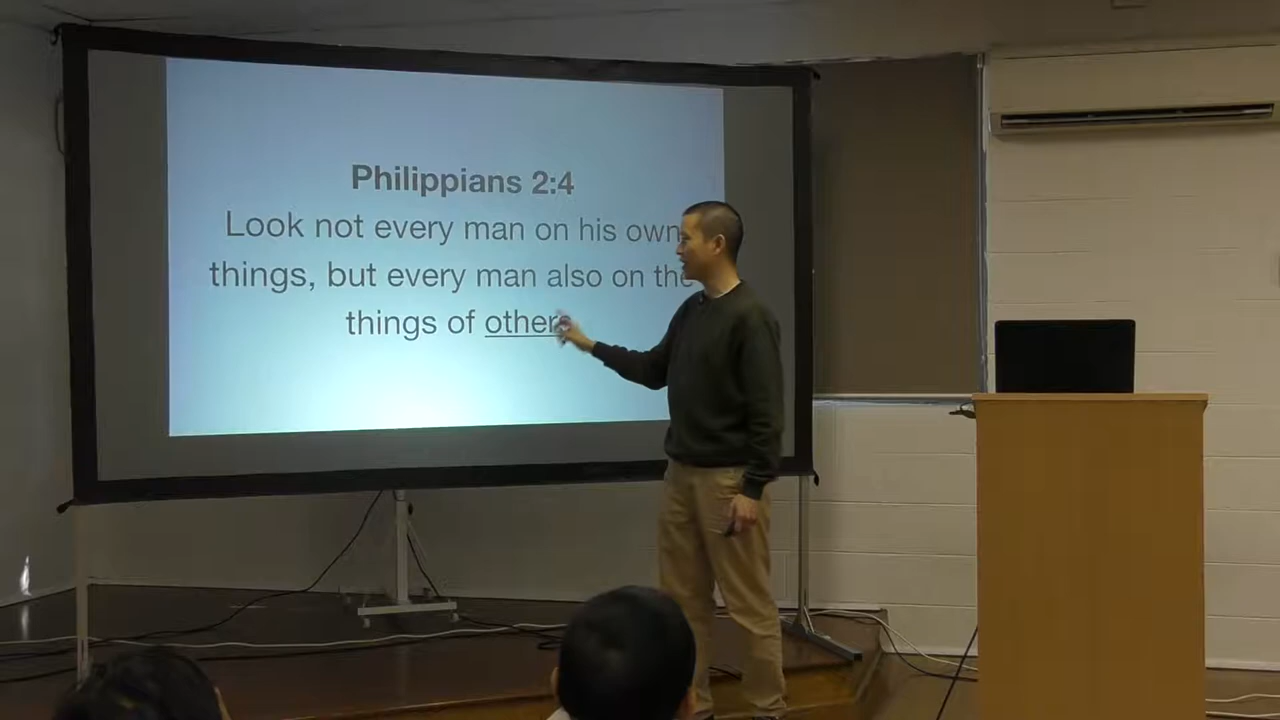 Philippians 2:4
Look not every man on his own
things, but every man also on the
things of others